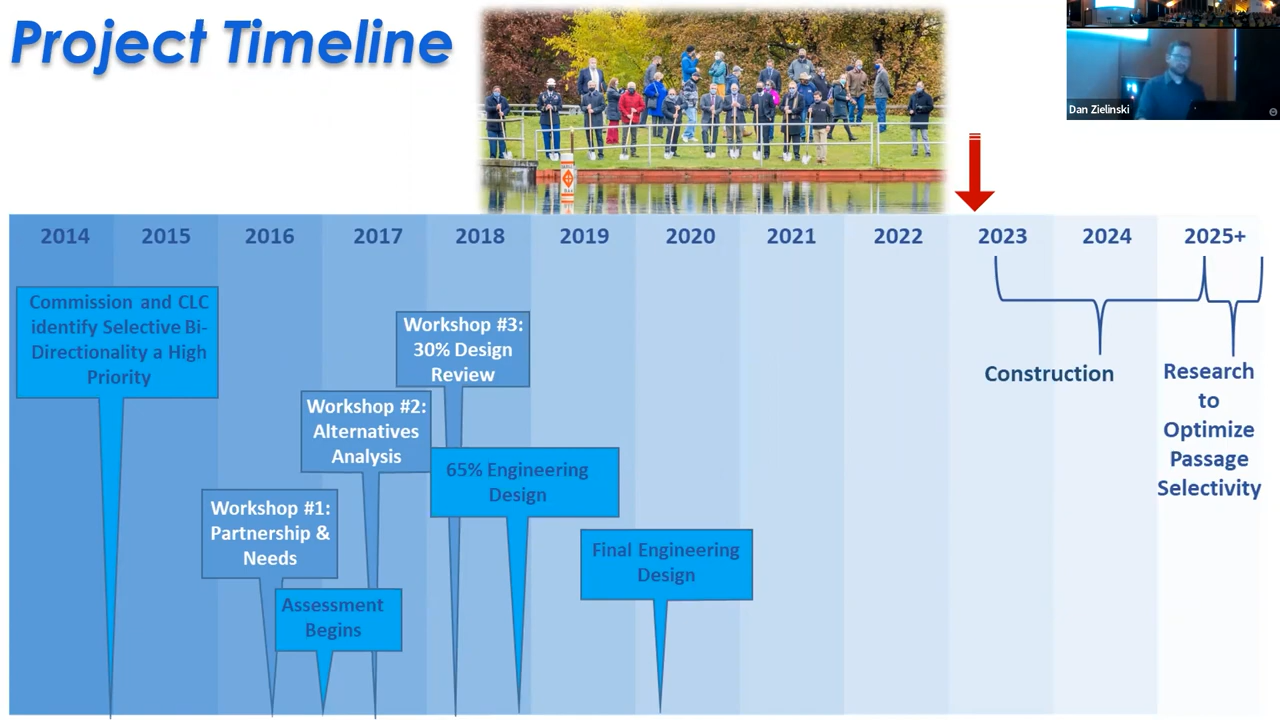 Project Timeline
Dan Zielinski
2014 2015 2016 2017 2018 2019 2020 2021 2022 2023 2024 2025+
Commission and CLC
identify Selective Bi-
Directionality a High
Priority
Workshop #1:
Partnership &
Needs
Assessment
Begins
Workshop #2:
Alternatives
Analysis
Workshop #3:
30% Design
Review
65% Engineering
Design
Final Engineering
Design
Construction
Research
to
Optimize
Passage
Selectivity